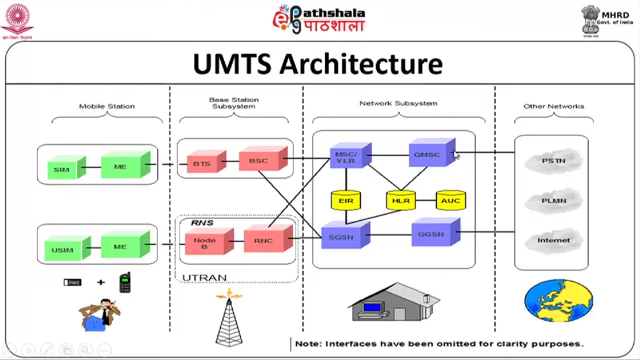 Pathshala
पाठशाला
MHRD
Govt. of India
UMTS Architecture
Mobile Station
Base Station
Subsystem
Network Subsystem
Other Networks
SIM
ME
BTS
BSC
MSC/
VLR
GMSC
PSTN
EIR
HLR
AUC
PLMN
RNS
USIM
ME
Node
B
RNC
SGSN
GGSN
Internet
UTRAN
+
Note: Interfaces have been omitted for clarity purposes.